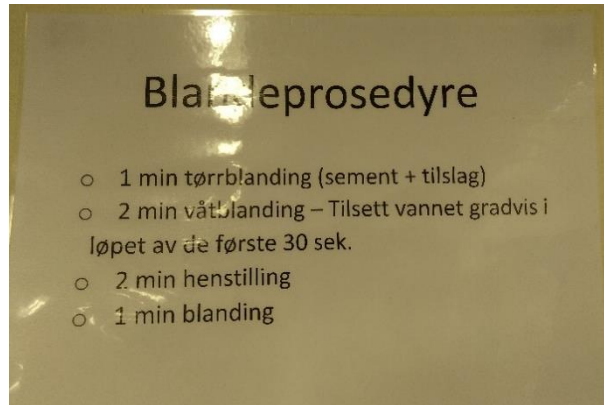 Blandeprosedyre
o 1 min tørrblanding (sement + tilslag)
o 2 min våtblanding – Tilsett vannet gradvis i
løpet av de første 30 sek.
o 2 min henstilling
o 1 min blanding